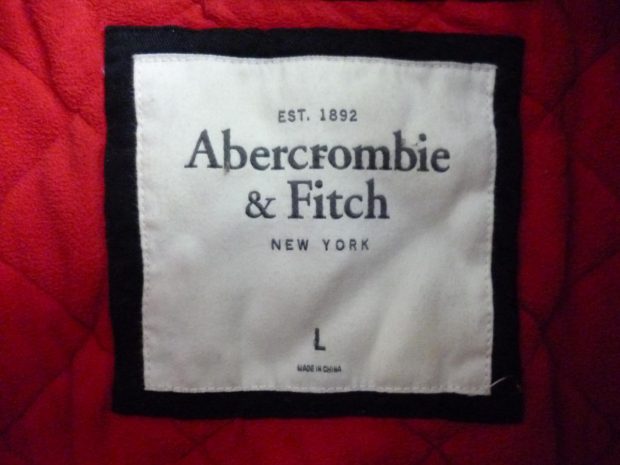 EST. 1892
Abercrombie
& Fitch
NEW YORK
L
MADE IN CHINA